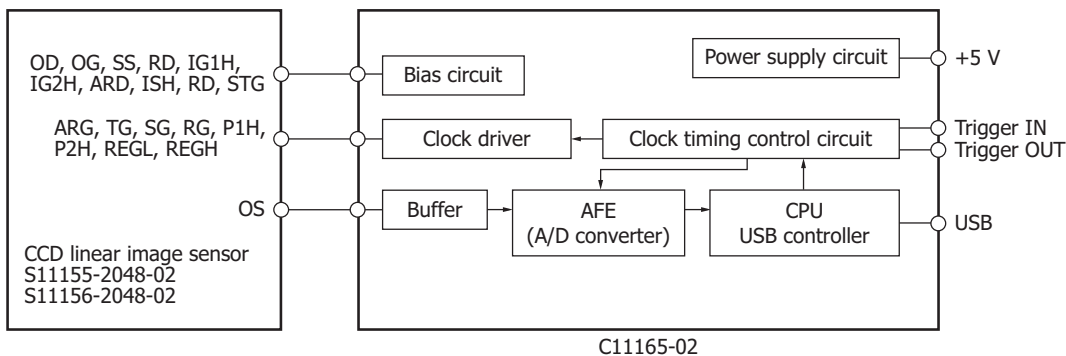 OD, OG, SS, RD, IG1H,
IG2H, ARD, ISH, RD, STG
Bias circuit
Power supply circuit
+5 V
ARG, TG, SG, RG, P1H,
P2H, REGL, REGH
Clock driver
Clock timing control circuit
Trigger IN
Trigger OUT
OS
Buffer
AFE
(A/D converter)
CPU
USB controller
USB
CCD linear image sensor
S11155-2048-02
S11156-2048-02
C11165-02